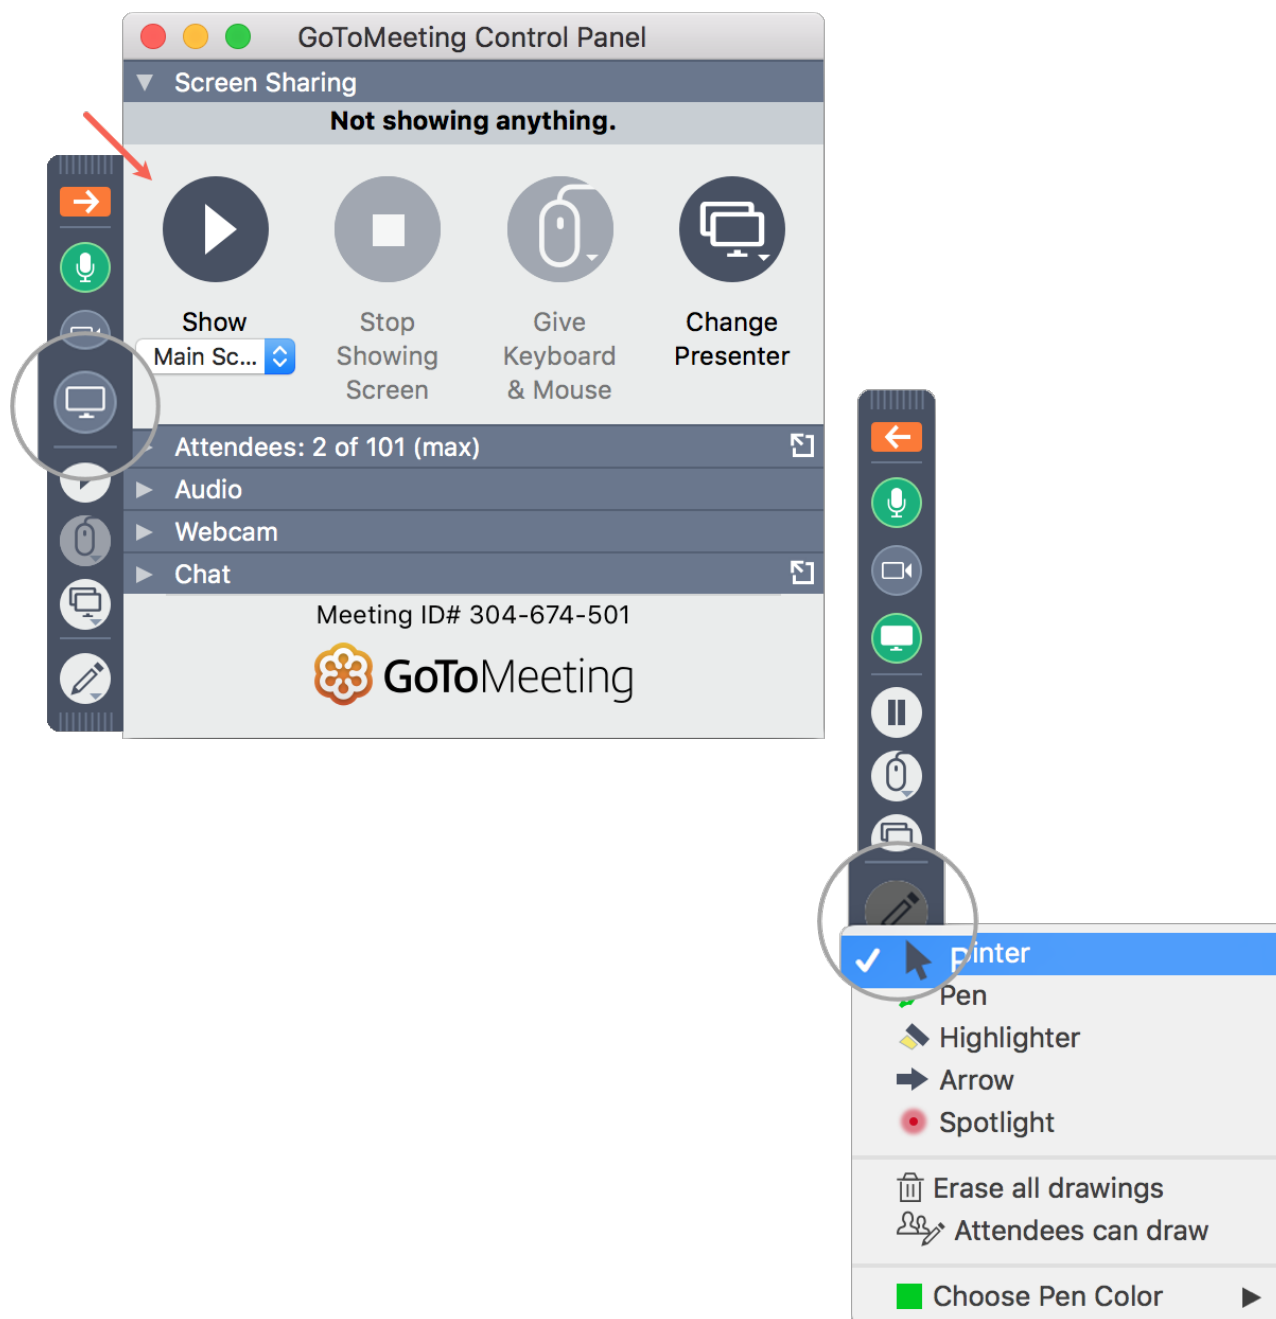 GoToMeeting Control Panel
Screen Sharing
Not showing anything.
Show
Main Sc...
Stop
Showing
Screen
Give
Keyboard
& Mouse
Change
Presenter
Attendees: 2 of 101 (max)
Audio
Webcam
Chat
Meeting ID# 304-674-501
GoToMeeting
Pinter
Pen
Highlighter
Arrow
Spotlight
Erase all drawings
Attendees can draw
Choose Pen Color